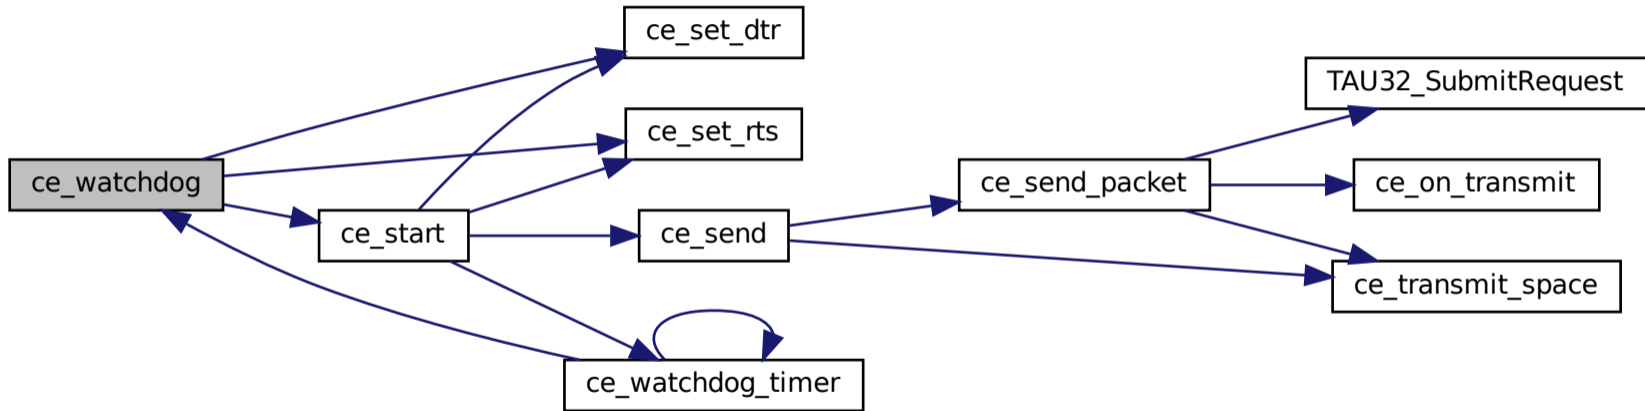 ce_set_dtr
TAU32_SubmitRequest
ce_set_rts
ce_watchdog
ce_send_packet
ce_on_transmit
ce_start
ce_send
ce_transmit_space
ce_watchdog_timer